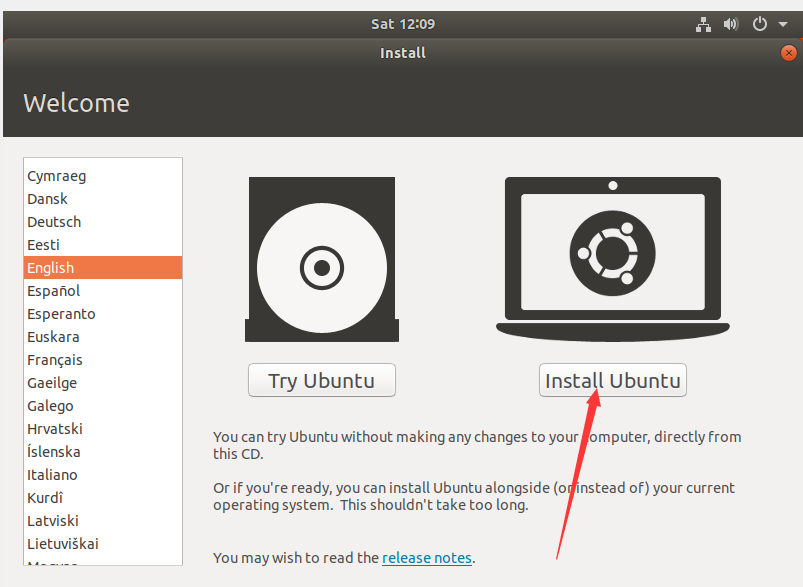 Sat 12:09
Install
Welcome
Cymraeg
Dansk
Deutsch
Eesti
English
Español
Esperanto
Euskara
Français
Gaeilge
Galego
Hrvatski
Íslenska
Italiano
Kurdî
Latviski
Lietuviškai
Try Ubuntu
Install Ubuntu
You can try Ubuntu without making any changes to your computer, directly from
this CD.
Or if you're ready, you can install Ubuntu alongside (or instead of) your current
operating system. This shouldn't take too long.
You may wish to read the release notes.